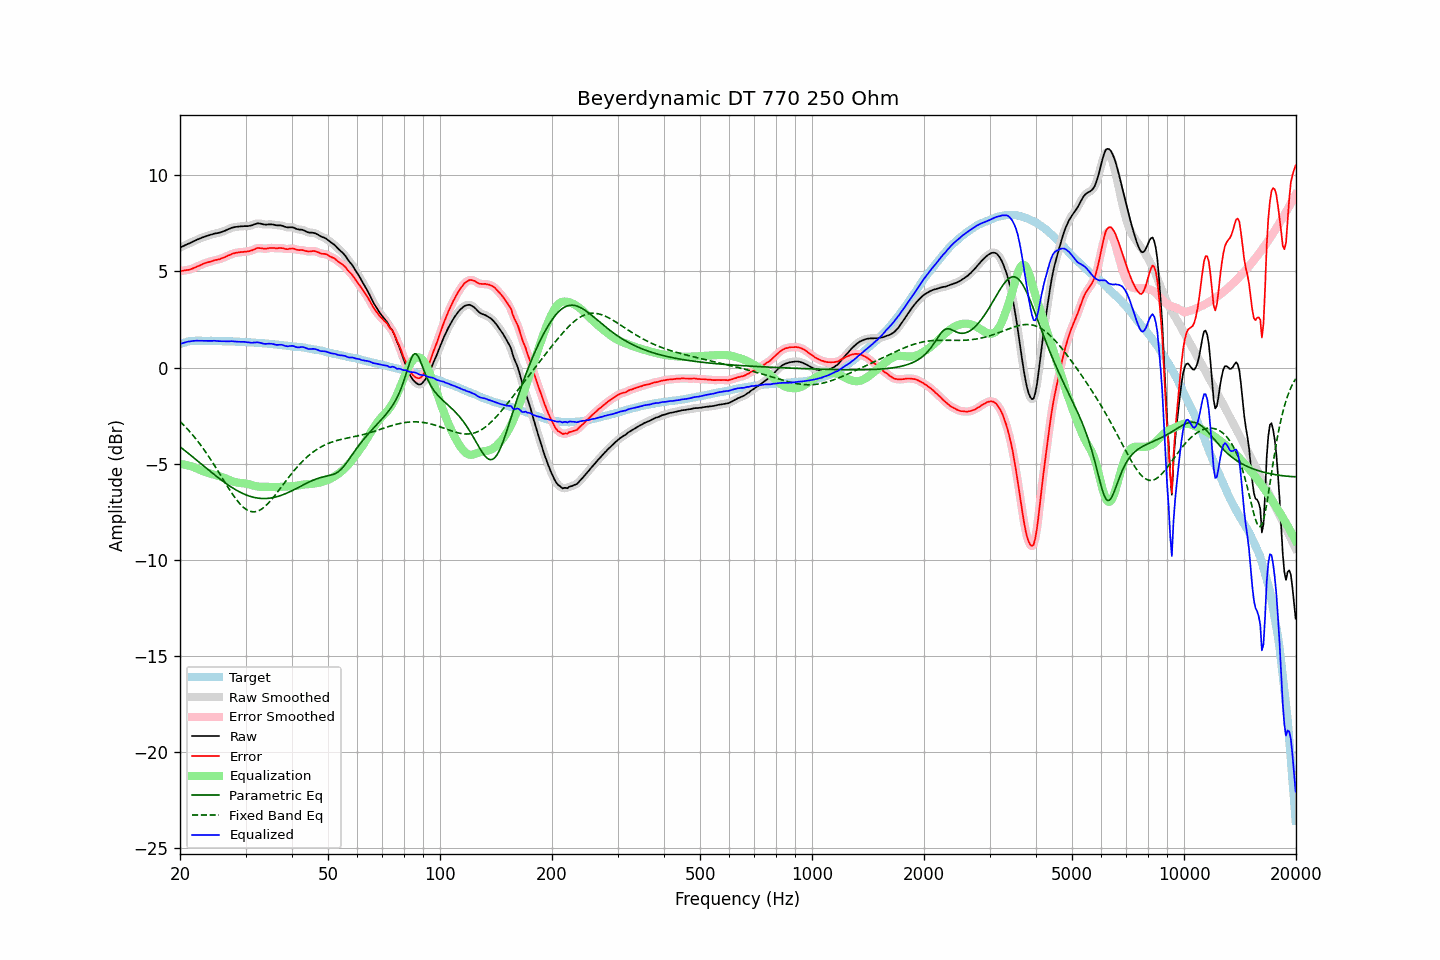 Beyerdynamic DT 770 250 Ohm
Amplitude (dBr)
10
5
0
−5
−10
−15
−20
−25
Target
Raw Smoothed
Error Smoothed
Raw
Error
Equalization
Parametric Eq
Fixed Band Eq
Equalized
20 50 100 200 500 1000 2000 5000 10000 20000
Frequency (Hz)